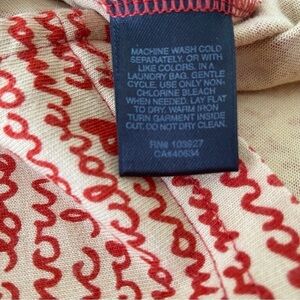 MACHINE WASH COLD
SEPARATELY, OR WITH
LIKE COLORS, IN A
LAUNDRY BAG. GENTLE
CYCLE. USE ONLY NON-
CHLORINE BLEACH
WHEN NEEDED. LAY FLAT
TO DRY. WARM IRON
TURN GARMENT INSIDE
OUT. DO NOT DRY CLEAN.
RN# 103927
CA#40634